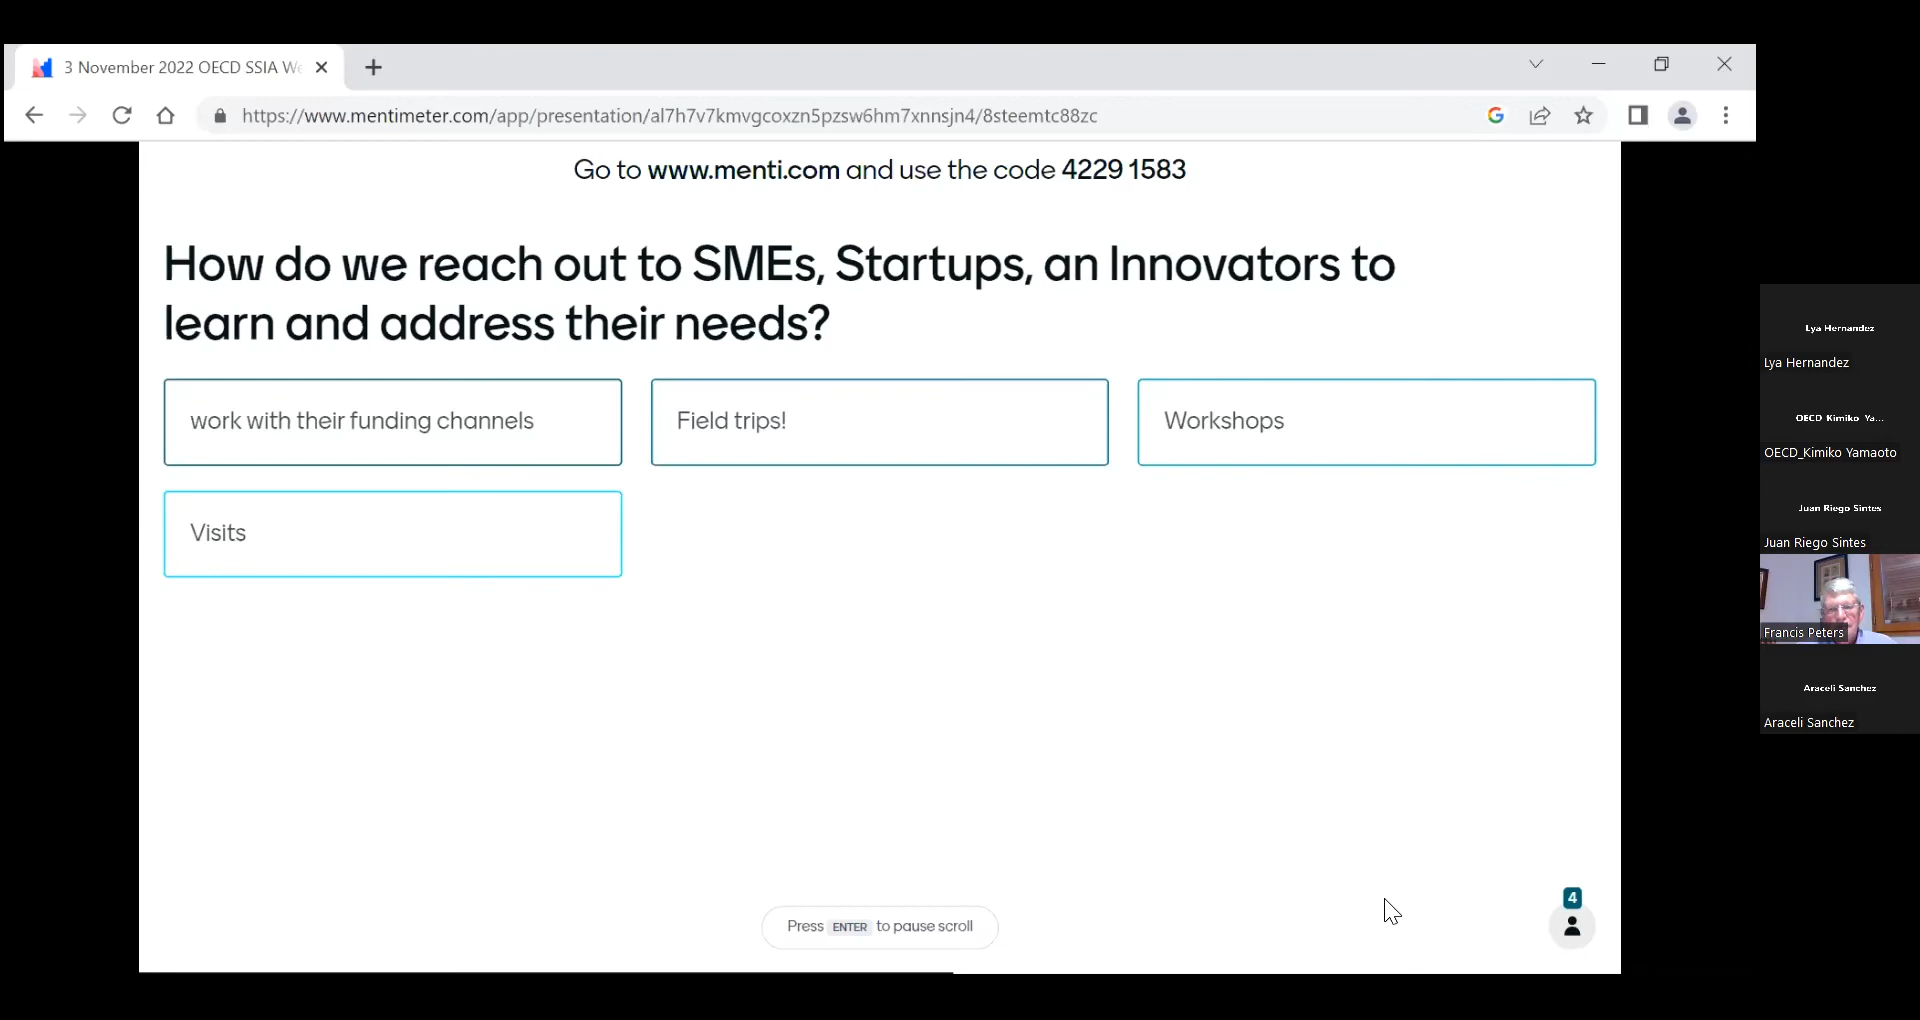 3 November 2022 OECD SSIA We
https://www.mentimeter.com/app/presentation/al7h7v7kmvgcoxzn5pzsw6hm7xnnsjn4/8steemtc88zc
Go to www.menti.com and use the code 4229 1583
How do we reach out to SMEs, Startups, an Innovators to
learn and address their needs?
work with their funding channels
Field trips!
Workshops
Visits
Press ENTER to pause scroll
4
Lya Hernandez
Lya Hernandez
OECD_Kimiko Ya...
OECD_Kimiko Yamaoto
Juan Riego Sintes
Juan Riego Sintes
Francis Peters
Araceli Sanchez
Araceli Sanchez